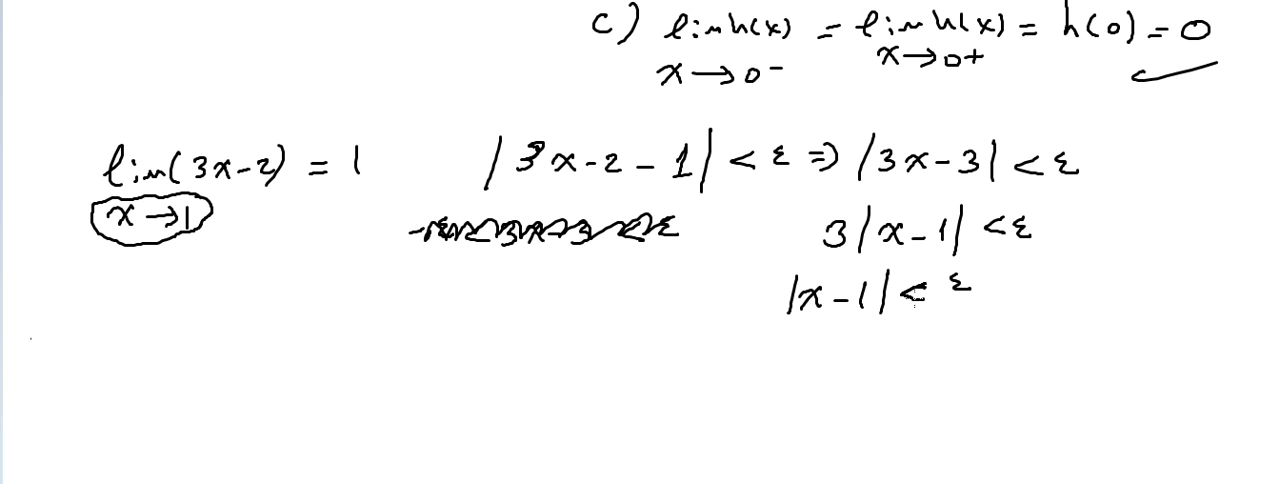 c) lim h(x) = lim h(x) = h(0) = 0
x→0- x→0+
lim(3x-2) = 1 |3x-2-1| < ε ⇒ |3x-3| < ε
x→1
3|x-1| < ε
|x-1| < ε